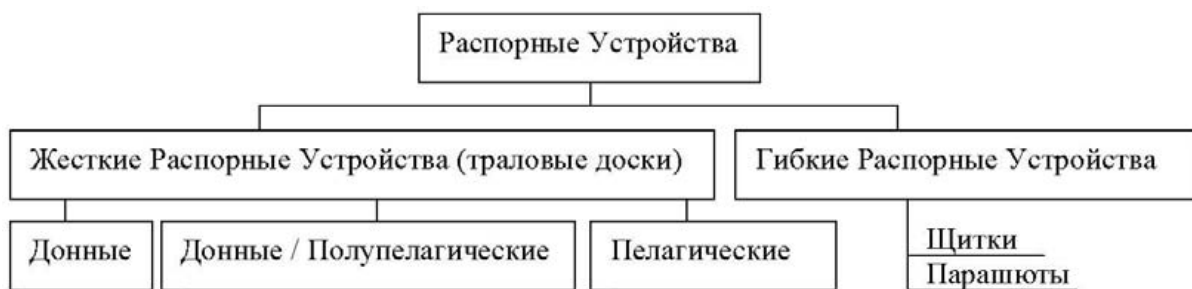 Распорные Устройства
Жесткие Распорные Устройства (траловые доски)
Гибкие Распорные Устройства
Донные
Донные / Полупелагические
Пелагические
Щитки
Парашюты